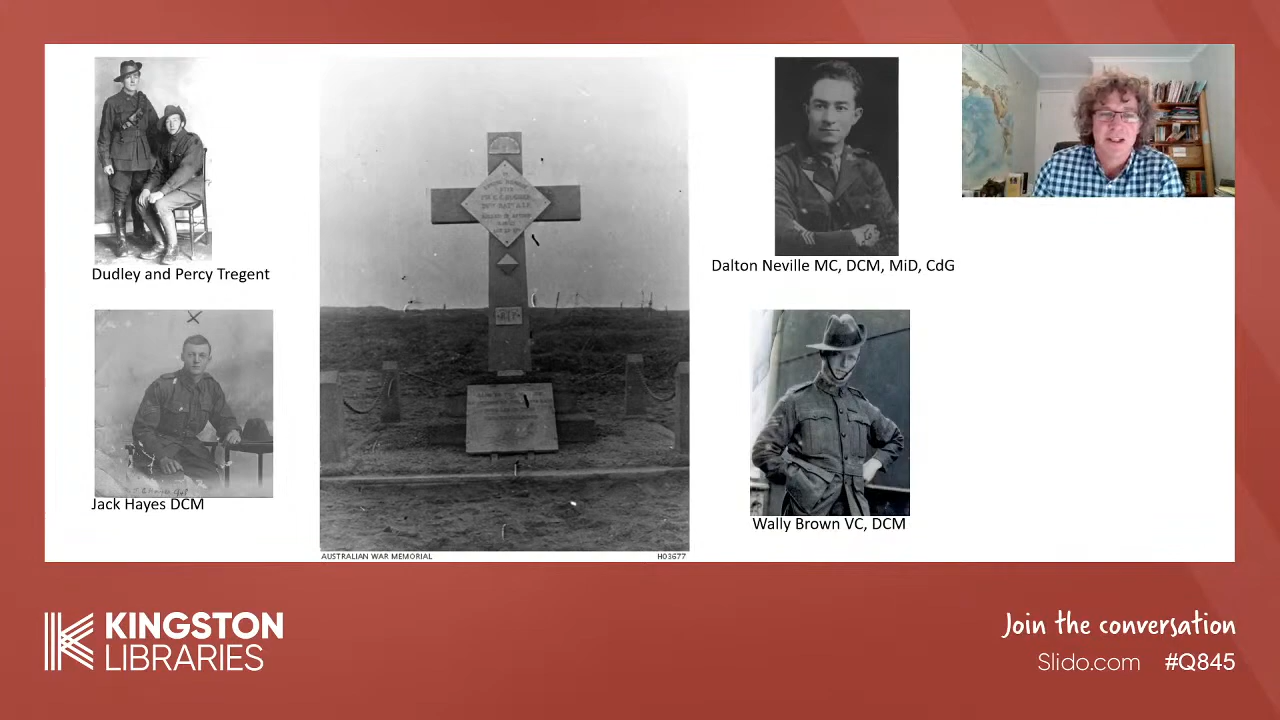 Dudley and Percy Tregent
Jack Hayes DCM
R.I.P.
AUSTRALIAN WAR MEMORIAL
H03677
Dalton Neville MC, DCM, MiD, CdG
Wally Brown VC, DCM
KINGSTON
LIBRARIES
Join the conversation
Slido.com #Q845